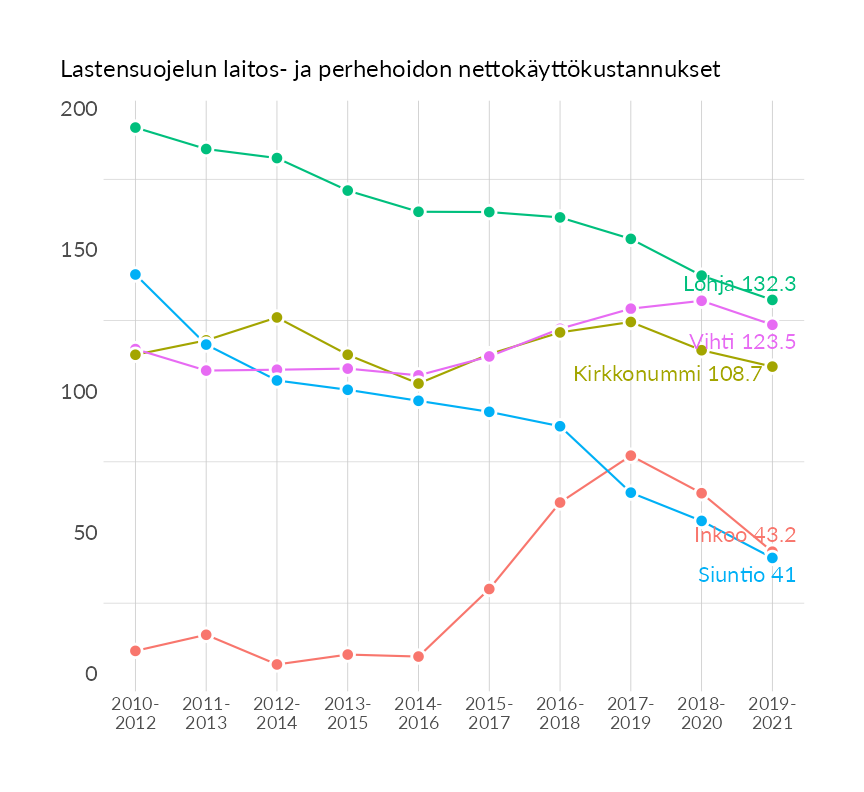 Lastensuojelun laitos- ja perhehoidon nettokäyttökustannukset
200
150
100
50
0
Lohja 132.3
Vihti 123.5
Kirkkonummi 108.7
Inkoo 43.2
Siuntio 41
2010- 2011- 2012- 2013- 2014- 2015- 2016- 2017- 2018- 2019-
2012 2013 2014 2015 2016 2017 2018 2019 2020 2021